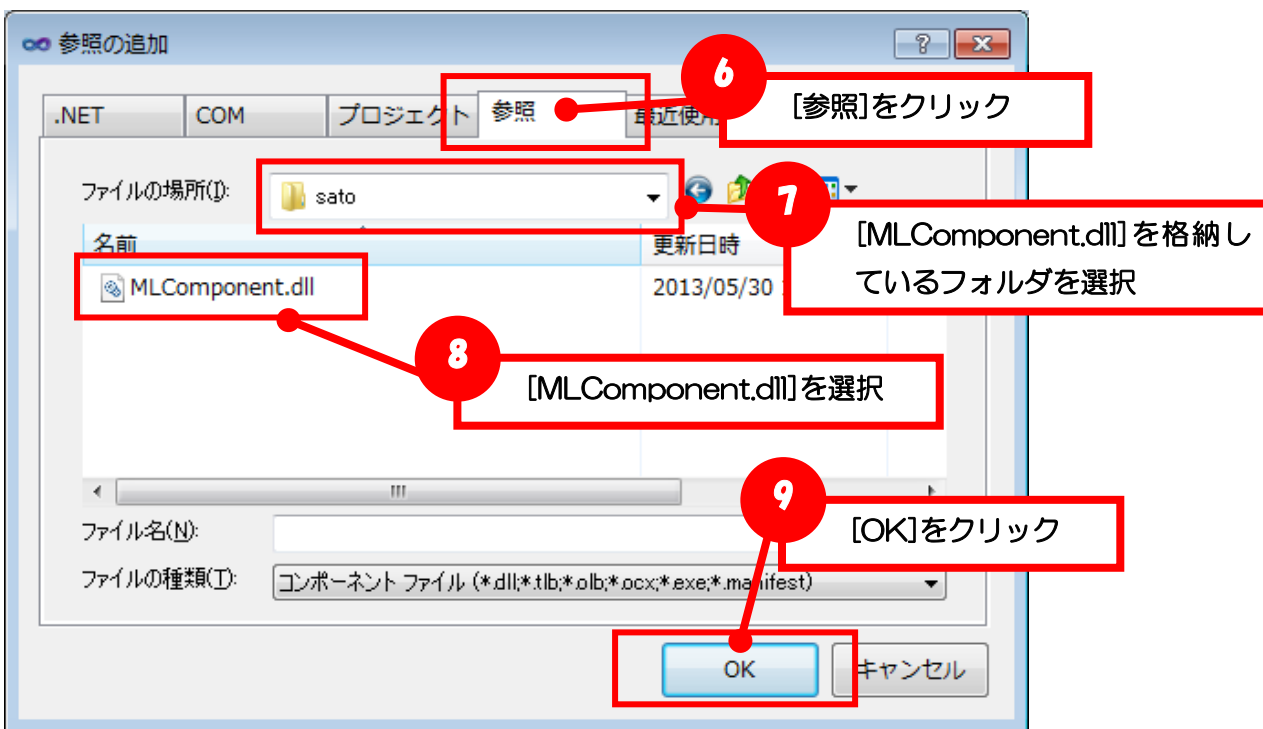 参照の追加
6
[参照]をクリック
.NET
COM
プロジェクト
参照
最近使用
7
[MLComponent.dll]を格納し
ているフォルダを選択
ファイルの場所(I):
sato
名前
更新日時
MLComponent.dll
2013/05/30
8
[MLComponent.dll]を選択
9
[OK]をクリック
ファイル名(N):
ファイルの種類(T):
コンポーネント ファイル (*.dll;*.tlb;*.olb;*.ocx;*.exe;*.manifest)
OK
キャンセル